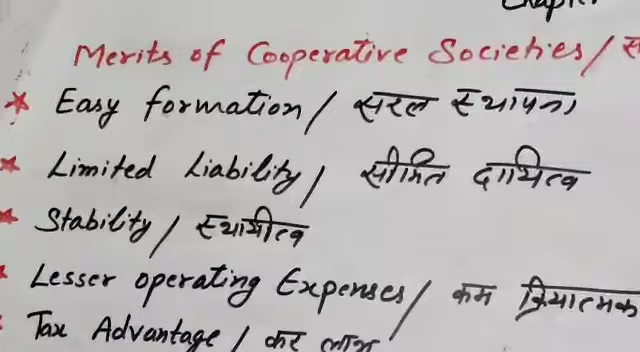 Merits of Cooperative Societies /
Easy formation / सरल स्थापना
Limited Liability / सीमित दायित्व
Stability / स्थायीत्व
Lesser operating Expenses / कम क्रियात्मक
Tax Advantage / कर लाभ